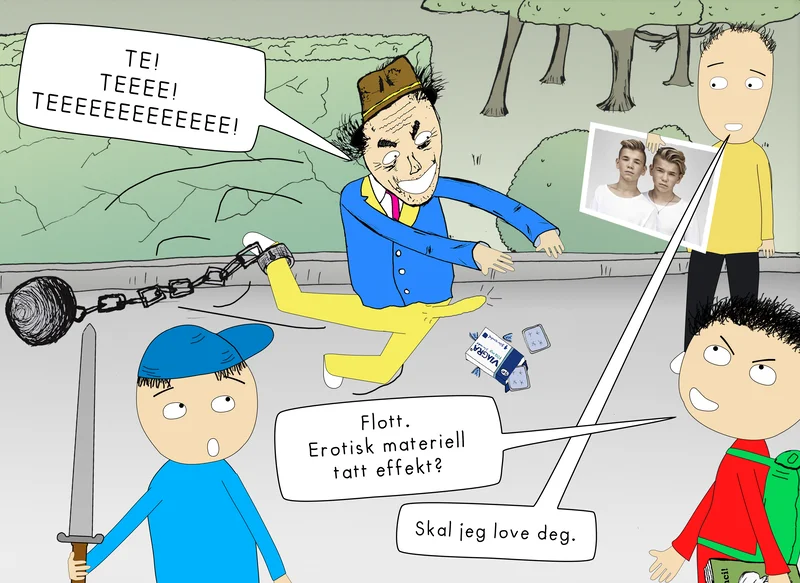 TE!
TEEEE!
TEEEEEEEEEEEEE!
VIAGRA
Flott.
Erotisk materiell
tatt effekt?
Skal jeg love deg.